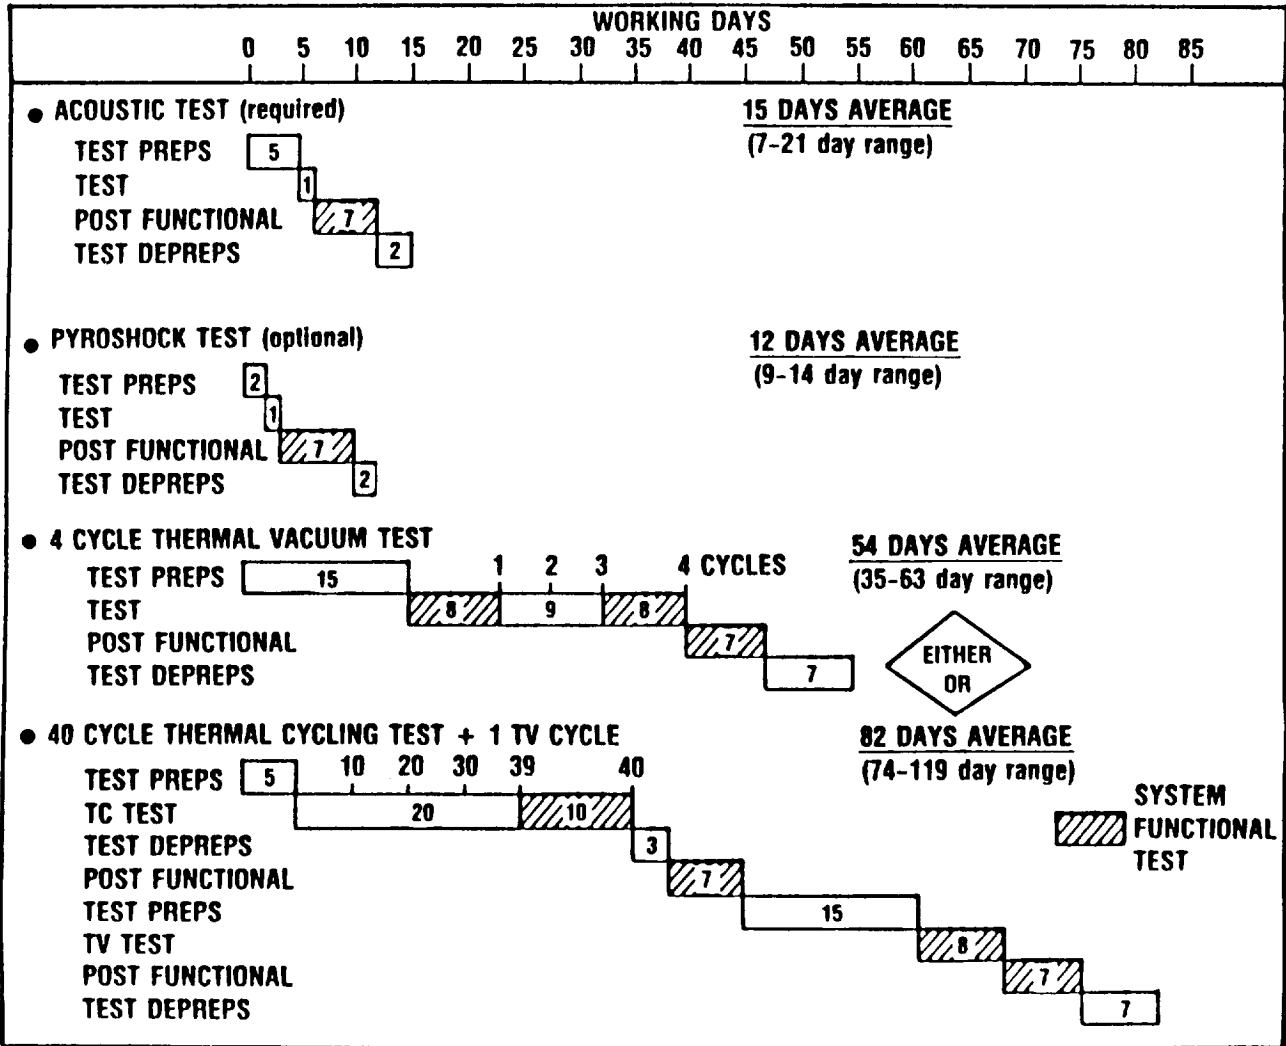 WORKING DAYS
0 5 10 15 20 25 30 35 40 45 50 55 60 65 70 75 80 85
● ACOUSTIC TEST (required)
15 DAYS AVERAGE
(7-21 day range)
TEST PREPS 5
TEST 1
POST FUNCTIONAL 7
TEST DEPREPS 2
● PYROSHOCK TEST (optional)
12 DAYS AVERAGE
(9-14 day range)
TEST PREPS 2
TEST 1
POST FUNCTIONAL 7
TEST DEPREPS 2
● 4 CYCLE THERMAL VACUUM TEST
54 DAYS AVERAGE
(35-63 day range)
1 2 3 4 CYCLES
TEST PREPS 15
TEST 8 9 8
POST FUNCTIONAL 7
TEST DEPREPS 7
EITHER
OR
● 40 CYCLE THERMAL CYCLING TEST + 1 TV CYCLE
82 DAYS AVERAGE
(74-119 day range)
10 20 30 39 40
TEST PREPS 5
TC TEST 20 10
TEST DEPREPS 3
POST FUNCTIONAL 7
TEST PREPS 15
TV TEST 8
POST FUNCTIONAL 7
TEST DEPREPS 7
SYSTEM
FUNCTIONAL
TEST